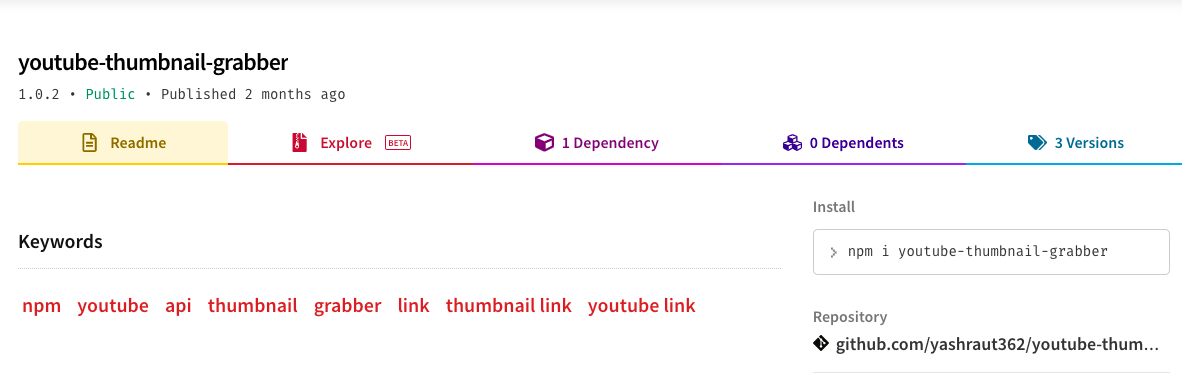 youtube-thumbnail-grabber
1.0.2 • Public • Published 2 months ago
Readme
Explore BETA
1 Dependency
0 Dependents
3 Versions
Keywords
npm youtube api thumbnail grabber link thumbnail link youtube link
Install
> npm i youtube-thumbnail-grabber
Repository
github.com/yashraut362/youtube-thum...